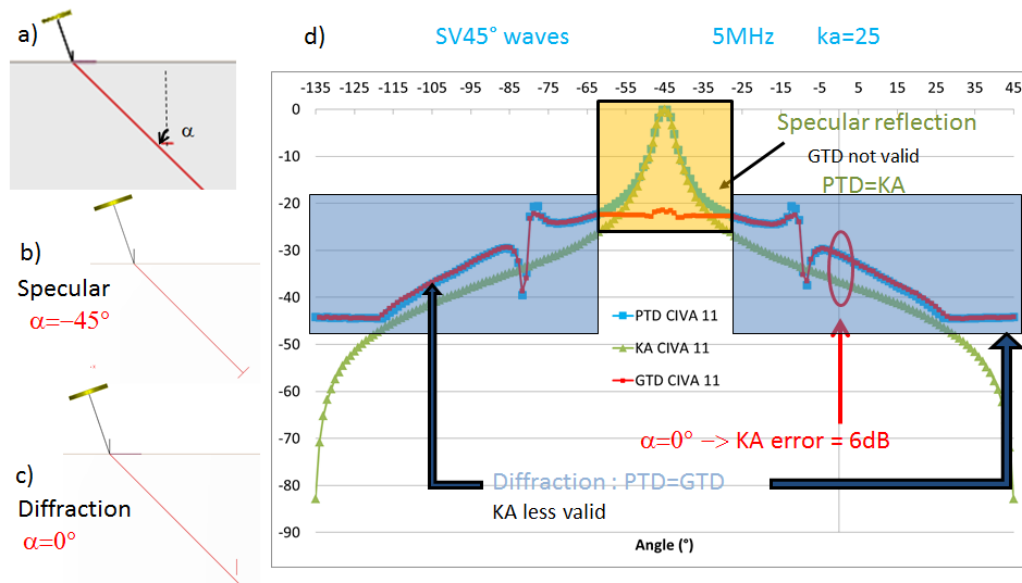 a)
α
b)
Specular
α=−45°
c)
Diffraction
α=0°
d)
SV45° waves 5MHz ka=25
-135 -125 -115 -105 -95 -85 -75 -65 -55 -45 -35 -25 -15 -5 5 15 25 35 45
0
-10
-20
-30
-40
-50
-60
-70
-80
-90
Specular reflection
GTD not valid
PTD=KA
PTD CIVA 11
KA CIVA 11
GTD CIVA 11
α=0° −> KA error = 6dB
Diffraction : PTD=GTD
KA less valid
Angle (°)